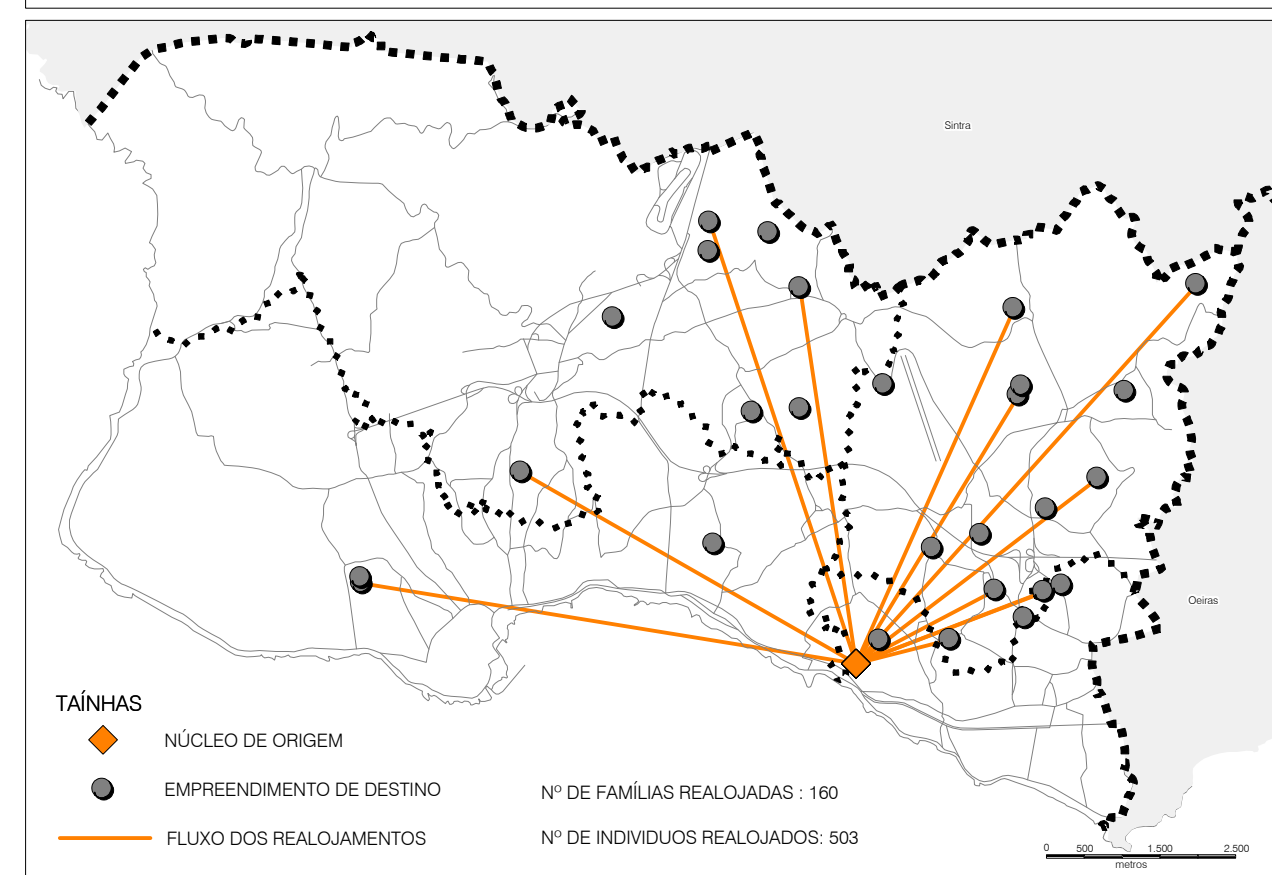 Sintra
Oeiras
TAÍNHAS
NÚCLEO DE ORIGEM
EMPREENDIMENTO DE DESTINO
Nº DE FAMÍLIAS REALOJADAS : 160
FLUXO DOS REALOJAMENTOS
Nº DE INDIVIDUOS REALOJADOS: 503
0 500 1.500 2.500
metros